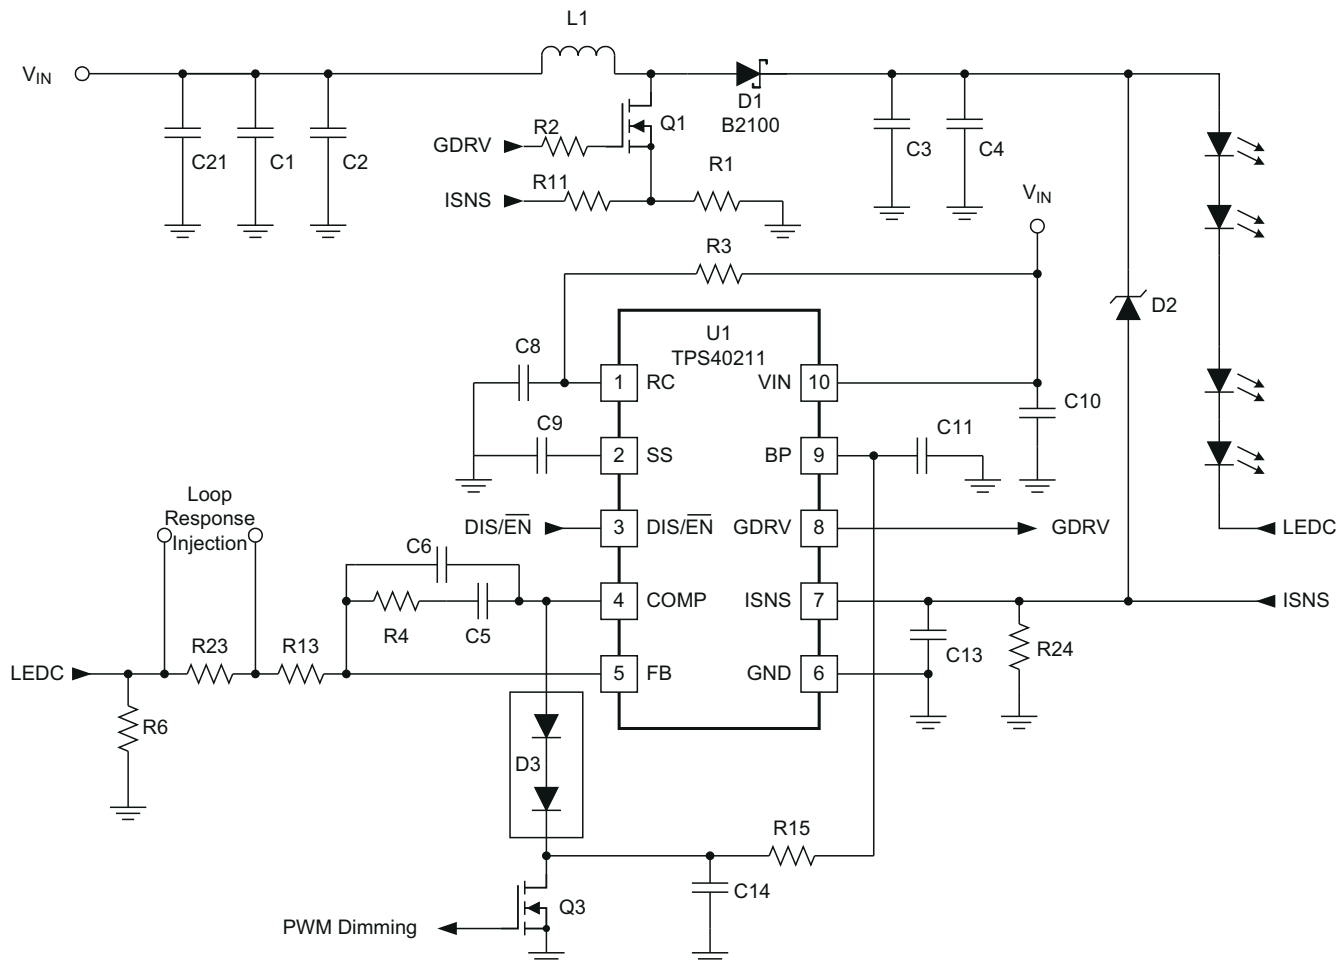 L1
VIN
D1
B2100
Q1
R2
GDRV
C21
C1
C2
C3
C4
R1
R11
ISNS
VIN
R3
D2
U1
TPS40211
C8
1
RC
VIN
10
C10
C9
C11
2
SS
BP
9
Loop
Response
Injection
DIS/EN
3
DIS/EN
GDRV
8
GDRV
LEDC
C6
4
COMP
ISNS
7
ISNS
R4
C5
C13
R24
R23
R13
LEDC
5
FB
GND
6
R6
D3
R15
C14
Q3
PWM Dimming